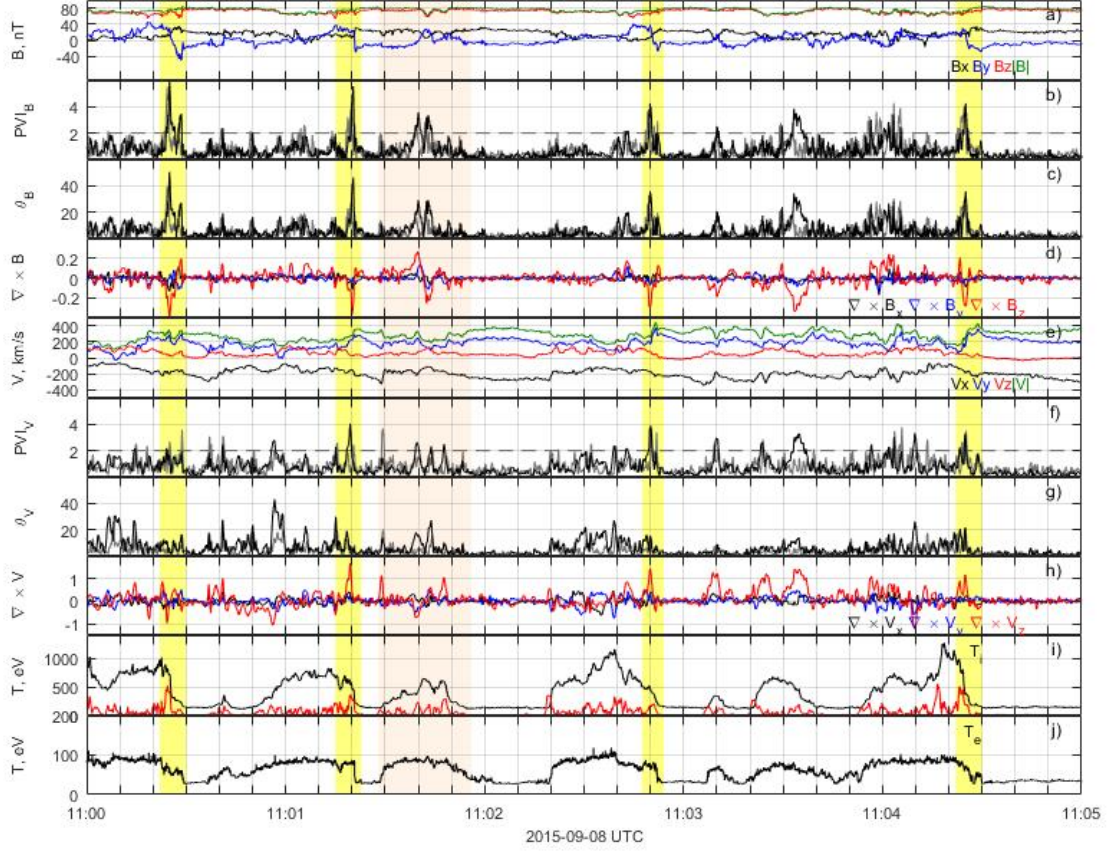 80
40
0
-40
B, nT
a)
Bx By Bz|B|
4
2
PVI_B
b)
40
20
ϑ_B
c)
0.2
0
-0.2
∇ × B
d)
∇ × B_x ∇ × B_y ∇ × B_z
400
200
0
-200
-400
V, km/s
e)
Vx Vy Vz|V|
4
2
PVI_V
f)
40
20
ϑ_V
g)
1
0
-1
∇ × V
h)
∇ × V_x ∇ × V_y ∇ × V_z
1000
500
0
T, eV
T_i
i)
200
100
0
T, eV
T_e
j)
11:00 11:01 11:02 11:03 11:04 11:05
2015-09-08 UTC